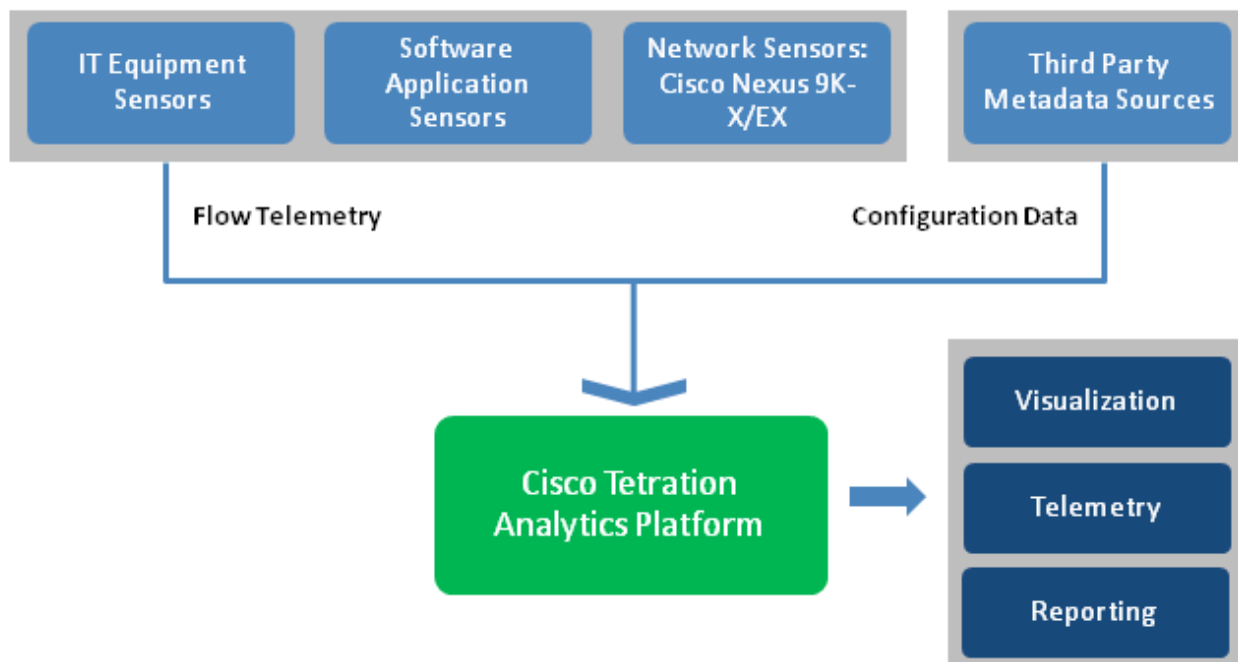 IT Equipment
Sensors
Software
Application
Sensors
Network Sensors:
Cisco Nexus 9K-
X/EX
Third Party
Metadata Sources
Flow Telemetry
Configuration Data
Cisco Tetration
Analytics Platform
Visualization
Telemetry
Reporting